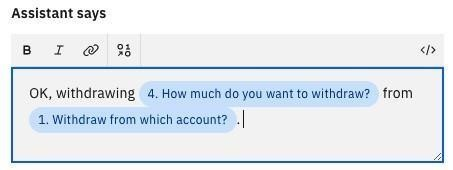 Assistant says
B I </>
OK, withdrawing 4. How much do you want to withdraw? from
1. Withdraw from which account? .